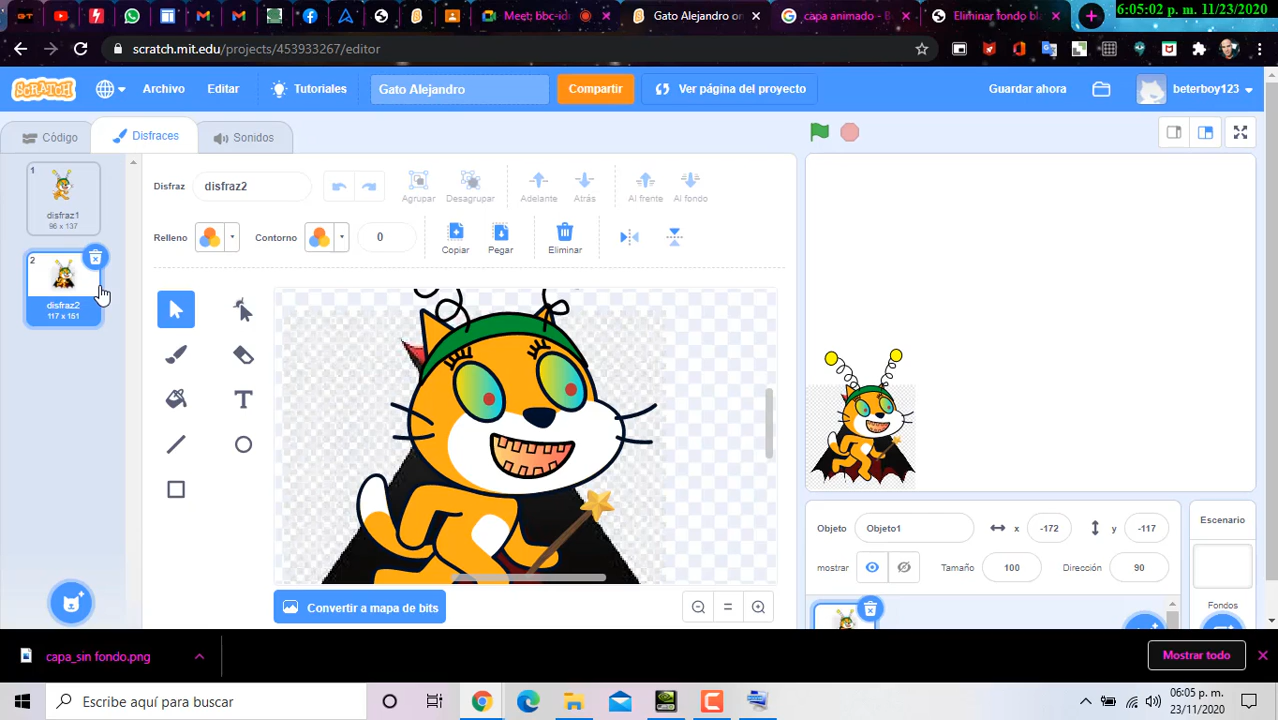 Meet: bbc-id
Gato Alejandro on
capa animado - B
Eliminar fondo bl
6:05:02 p. m. 11/23/2020
scratch.mit.edu/projects/453933267/editor
SCRATCH
Archivo
Editar
Tutoriales
Gato Alejandro
Compartir
Ver página del proyecto
Guardar ahora
beterboy123
Código
Disfraces
Sonidos
1
disfraz1
96 x 137
2
disfraz2
117 x 151
Disfraz
disfraz2
Agrupar
Desagrupar
Adelante
Atrás
Al frente
Al fondo
Relleno
Contorno
0
Copiar
Pegar
Eliminar
T
Convertir a mapa de bits
Objeto
Objeto1
x
-172
y
-117
mostrar
Tamaño
100
Dirección
90
Escenario
Fondos
capa_sin fondo.png
Mostrar todo
Escribe aquí para buscar
06:05 p. m.
23/11/2020